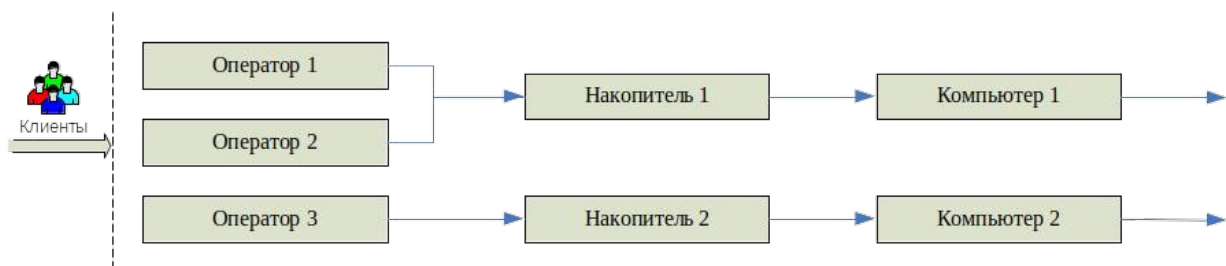 Оператор 1
Накопитель 1
Компьютер 1
Клиенты
Оператор 2
Оператор 3
Накопитель 2
Компьютер 2